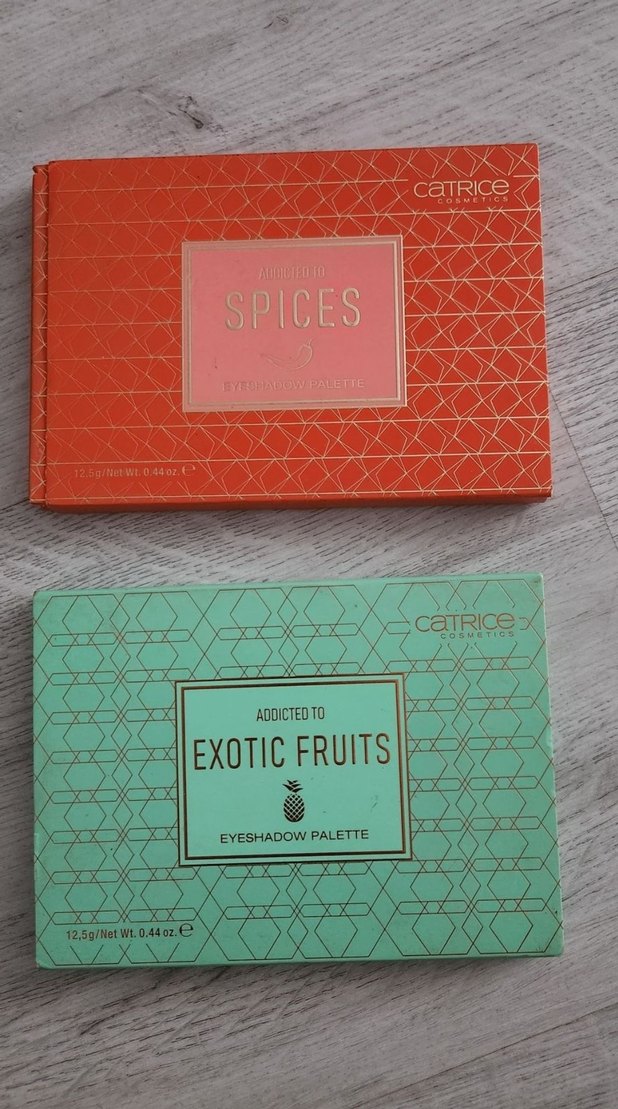 CATRICE
COSMETICS
ADDICTED TO
SPICES
EYESHADOW PALETTE
12,5g/Net Wt. 0.44 oz. ℮
CATRICE
COSMETICS
ADDICTED TO
EXOTIC FRUITS
EYESHADOW PALETTE
12,5g/Net Wt. 0.44 oz. ℮